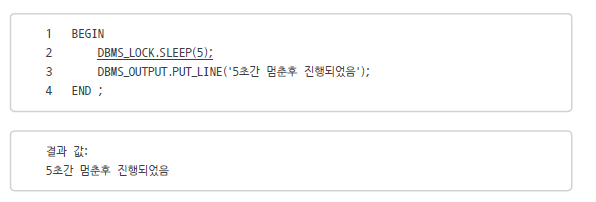 1 BEGIN
2 DBMS_LOCK.SLEEP(5);
3 DBMS_OUTPUT.PUT_LINE('5초간 멈춘후 진행되었음');
4 END ;
결과 값:
5초간 멈춘후 진행되었음